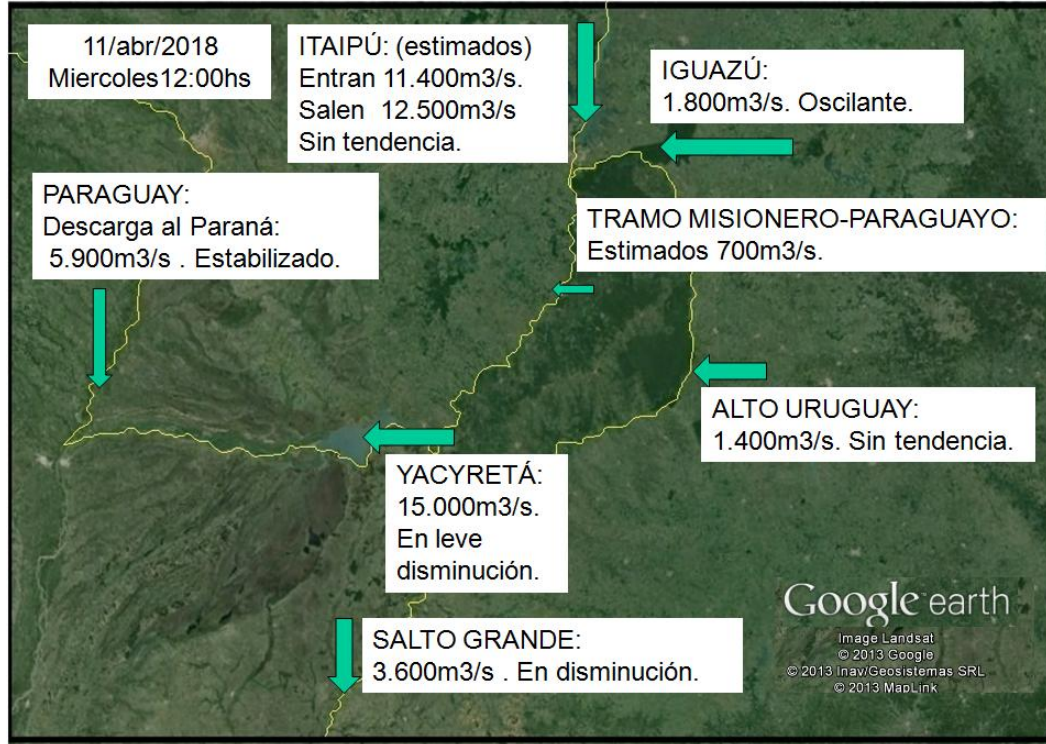 11/abr/2018
Miercoles12:00hs
ITAIPÚ: (estimados)
Entran 11.400m3/s.
Salen 12.500m3/s
Sin tendencia.
IGUAZÚ:
1.800m3/s. Oscilante.
PARAGUAY:
Descarga al Paraná:
5.900m3/s . Estabilizado.
TRAMO MISIONERO-PARAGUAYO:
Estimados 700m3/s.
ALTO URUGUAY:
1.400m3/s. Sin tendencia.
YACYRETÁ:
15.000m3/s.
En leve
disminución.
SALTO GRANDE:
3.600m3/s . En disminución.
Google earth
Image Landsat
© 2013 Google
© 2013 Inav/Geosistemas SRL
© 2013 MapLink